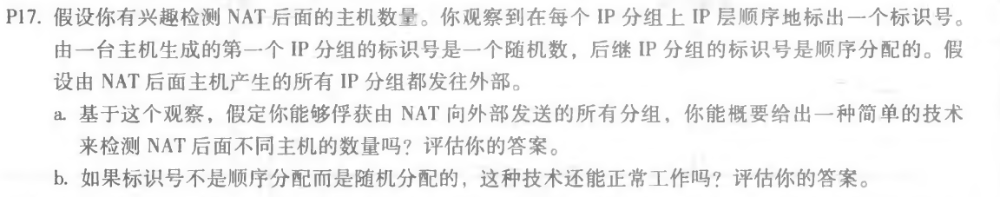 P17. 假设你有兴趣检测 NAT 后面的主机数量。你观察到在每个 IP 分组上 IP 层顺序地标出一个标识号。
由一台主机生成的第一个 IP 分组的标识号是一个随机数，后继 IP 分组的标识号是顺序分配的。假
设由 NAT 后面主机产生的所有 IP 分组都发往外部。
a. 基于这个观察，假定你能够俘获由 NAT 向外部发送的所有分组，你能概要给出一种简单的技术
来检测 NAT 后面不同主机的数量吗？评估你的答案。
b. 如果标识号不是顺序分配而是随机分配的，这种技术还能正常工作吗？评估你的答案。